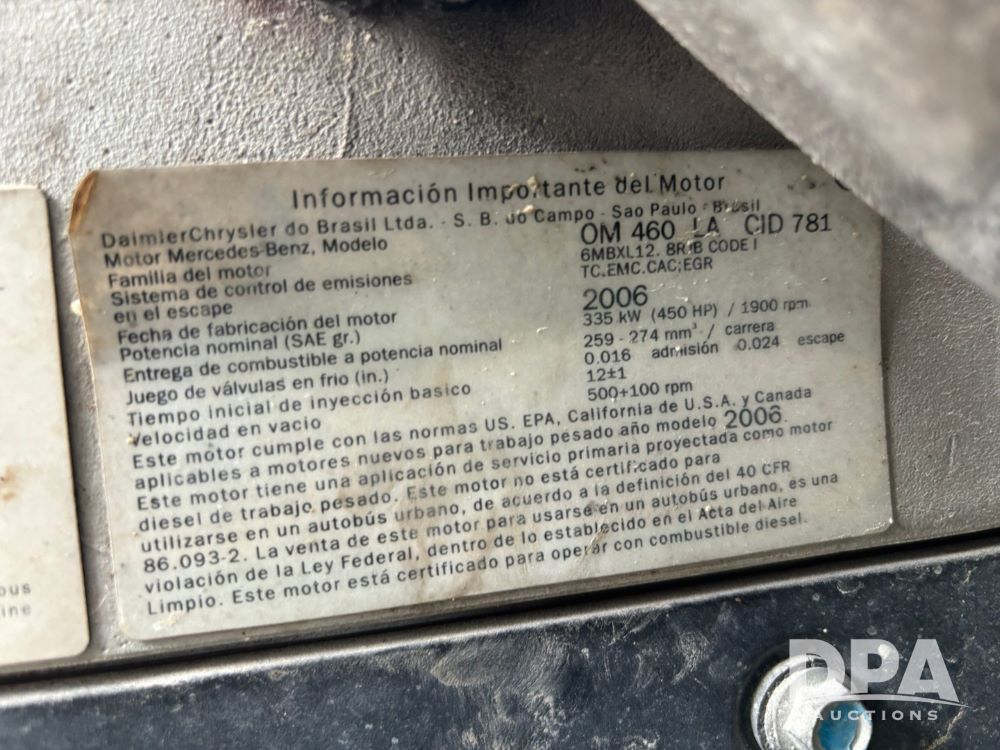 Información Importante del Motor
DaimlerChrysler do Brasil Ltda. - S. B. do Campo - Sao Paulo - Brasil
Motor Mercedes-Benz, Modelo OM 460 LA CID 781
Familia del motor 6MBXL12.8RJB CODE I
Sistema de control de emisiones TC.EMC.CAC;EGR
en el escape
Fecha de fabricación del motor 2006
Potencia nominal (SAE gr.) 335 kW (450 HP) / 1900 rpm
Entrega de combustible a potencia nominal 259 - 274 mm³ / carrera
Juego de válvulas en frio (in.) 0.016 admisión 0.024 escape
Tiempo inicial de inyección basico 12±1
Velocidad en vacio 500+100 rpm
Este motor cumple con las normas US. EPA, California de U.S.A. y Canada
aplicables a motores nuevos para trabajo pesado año modelo 2006.
Este motor tiene una aplicación de servicio primaria proyectada como motor
diesel de trabajo pesado. Este motor no está certificado para
utilizarse en un autobús urbano, de acuerdo a la definición del 40 CFR
86.093-2. La venta de este motor para usarse en un autobús urbano, es una
violación de la Ley Federal, dentro de lo establecido en el Acta del Aire
Limpio. Este motor está certificado para operar con combustible diesel.
ous
ine
DPA
AUCTIONS